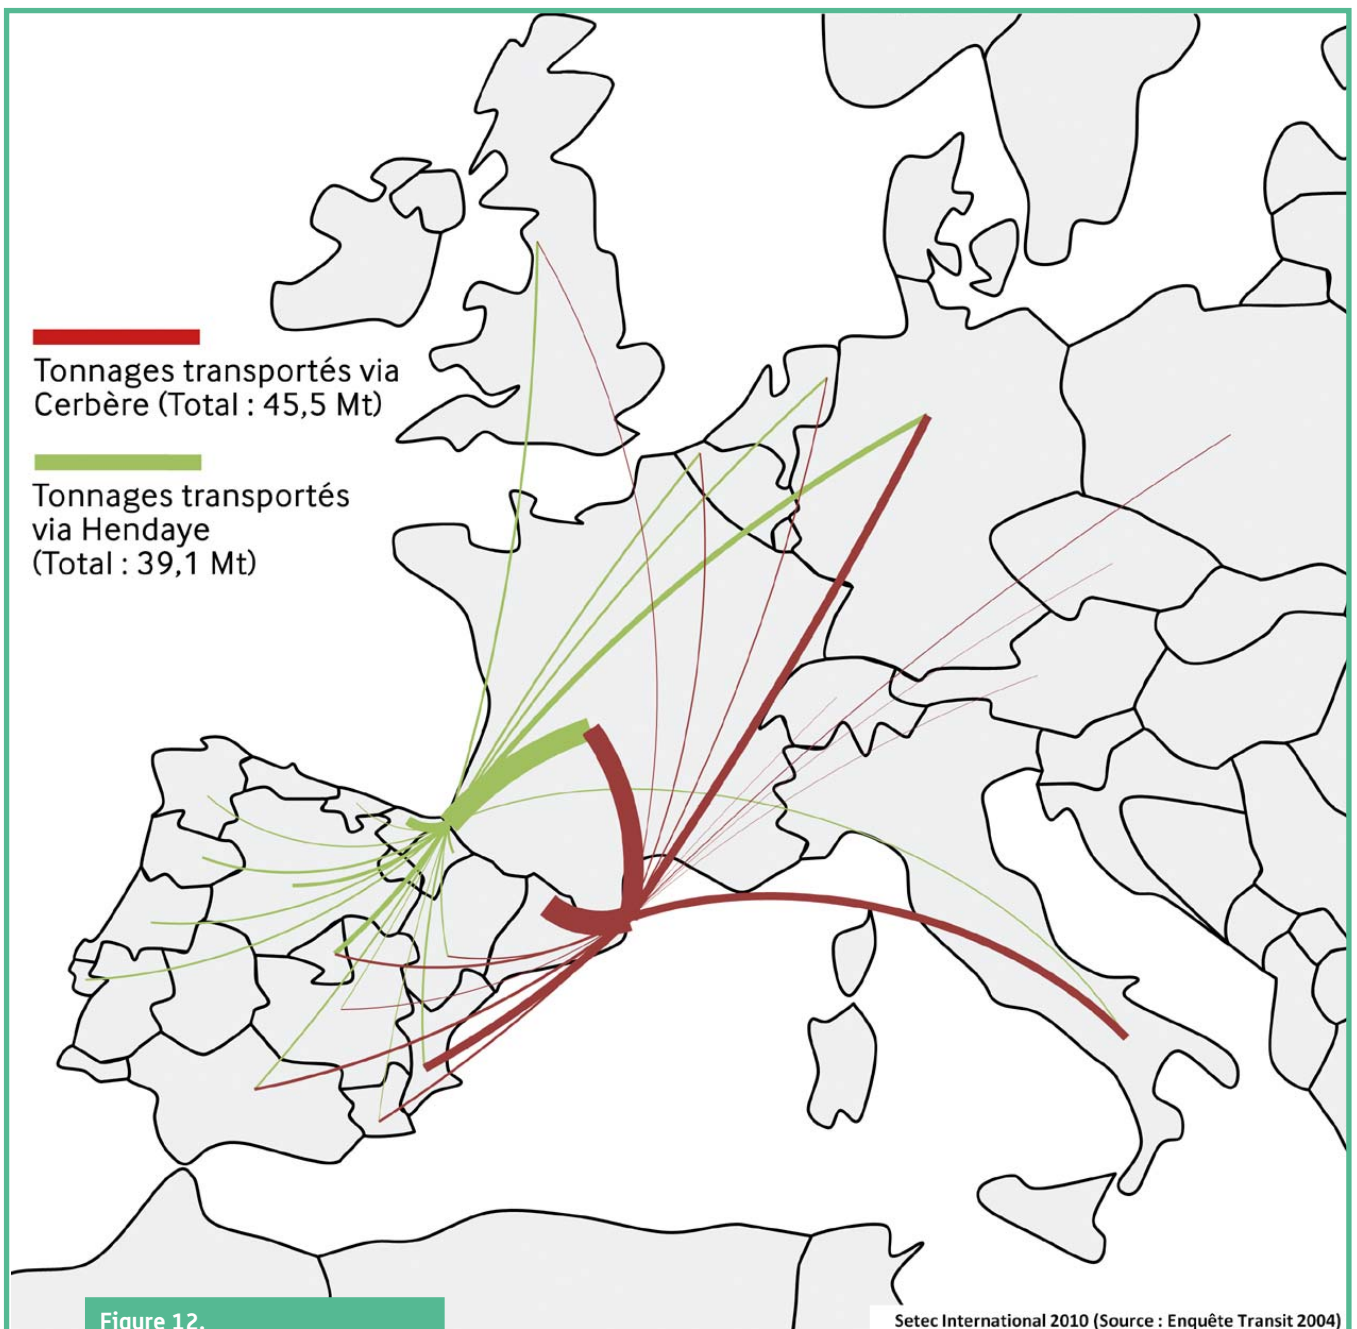 Tonnages transportés via
Cerbère (Total : 45,5 Mt)
Tonnages transportés
via Hendaye
(Total : 39,1 Mt)
Figure 12.
Setec International 2010 (Source : Enquête Transit 2004)